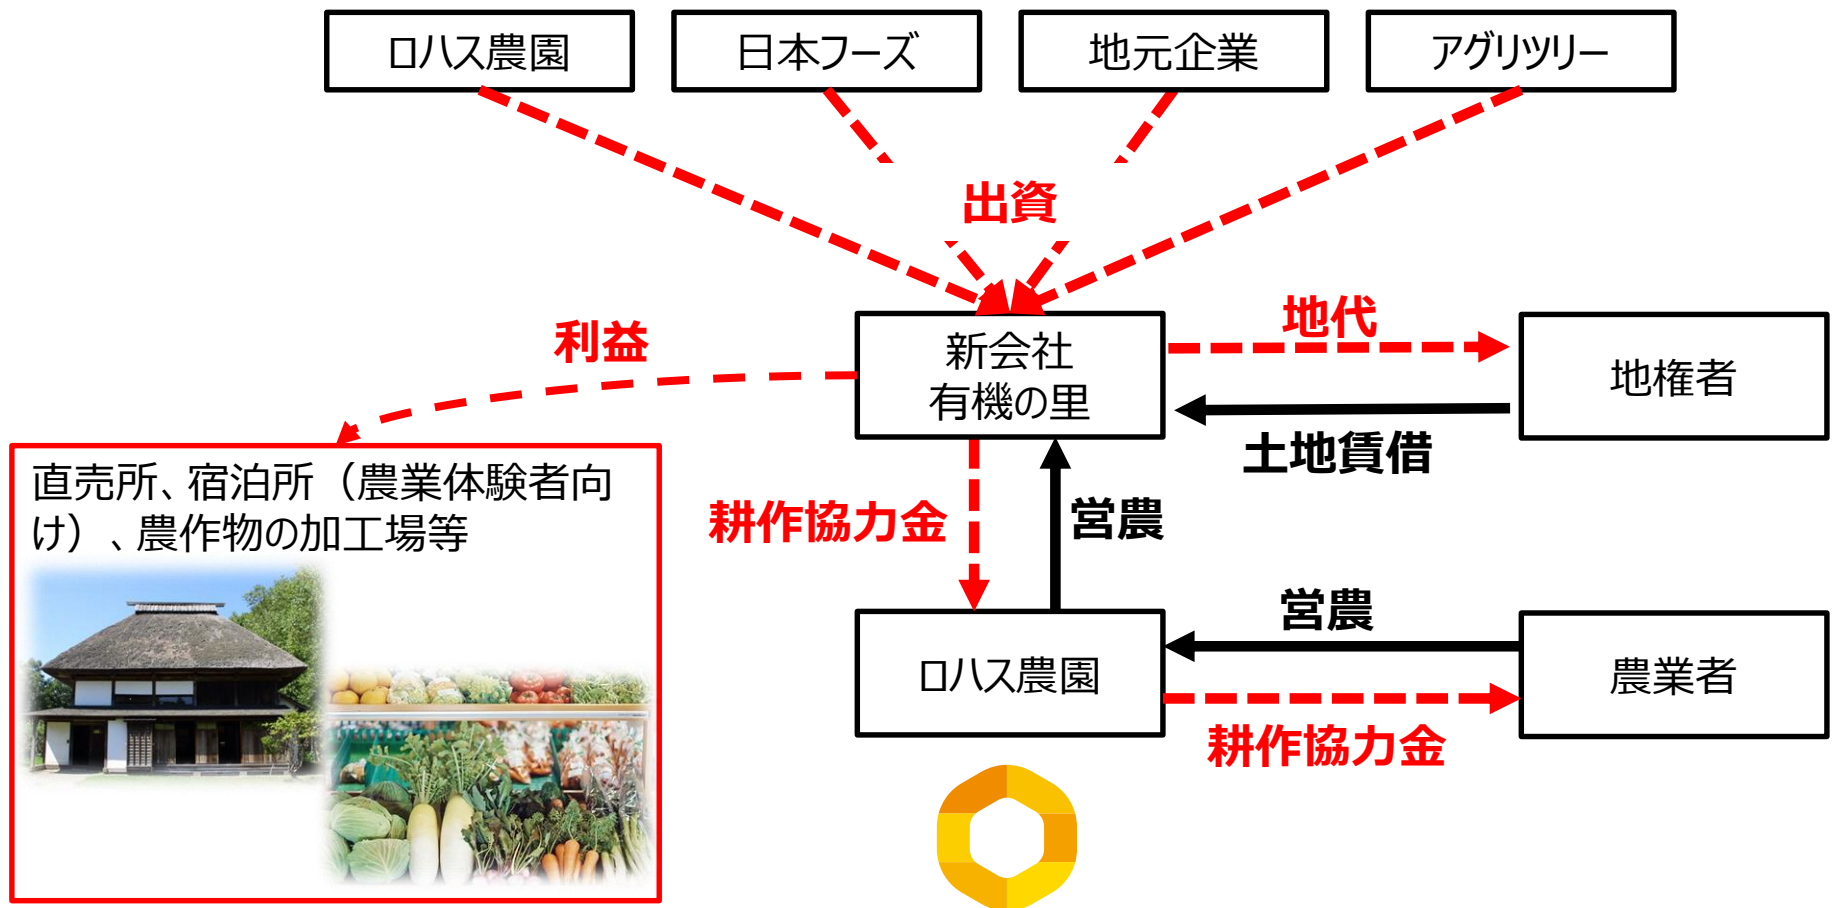 ロハス農園
日本フーズ
地元企業
アグリツリー
出資
利益
新会社
有機の里
地代
地権者
土地賃借
直売所、宿泊所（農業体験者向
け）、農作物の加工場等
耕作協力金
営農
ロハス農園
営農
農業者
耕作協力金